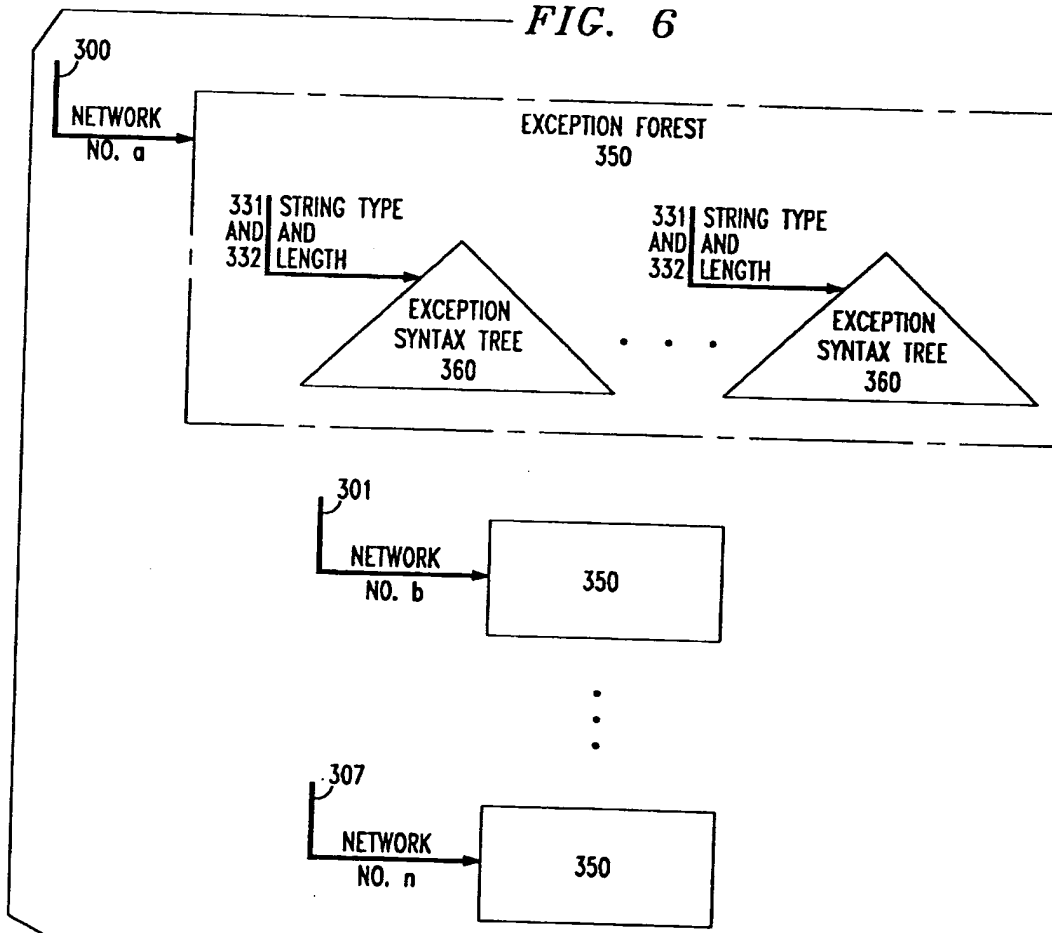 FIG. 6
300
NETWORK
NO. a
EXCEPTION FOREST
350
331 STRING TYPE
AND AND
332 LENGTH
EXCEPTION
SYNTAX TREE
360
. . .
331 STRING TYPE
AND AND
332 LENGTH
EXCEPTION
SYNTAX TREE
360
301
NETWORK
NO. b
350
307
NETWORK
NO. n
350